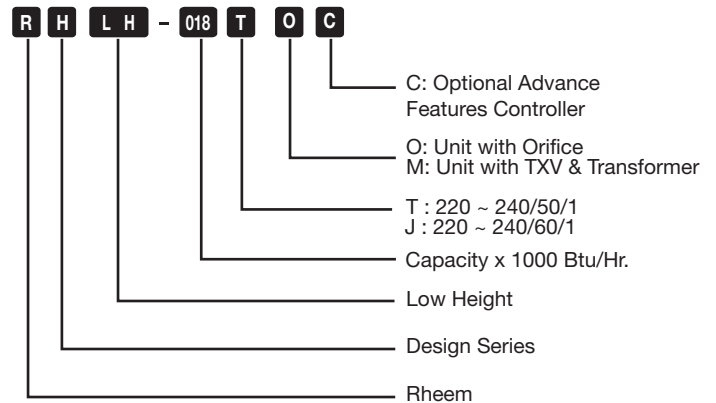 R H L H - 018 T O C
C: Optional Advance
Features Controller
O: Unit with Orifice
M: Unit with TXV & Transformer
T : 220 ~ 240/50/1
J : 220 ~ 240/60/1
Capacity x 1000 Btu/Hr.
Low Height
Design Series
Rheem